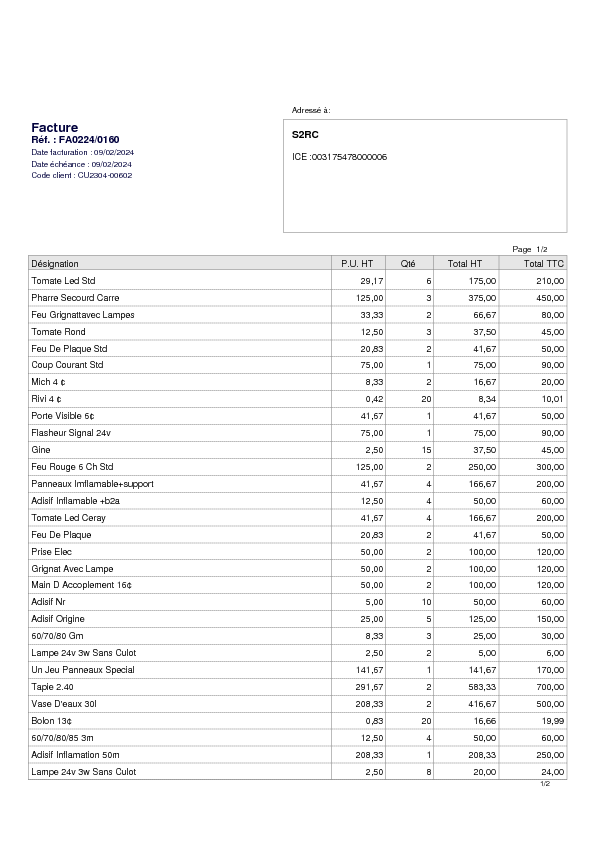 Adressé à:
Facture
Réf. : FA0224/0160
Date facturation : 09/02/2024
Date échéance : 09/02/2024
Code client : CU2304-00602
S2RC
ICE :003175478000006
Page 1/2
Désignation P.U. HT Qté Total HT Total TTC
Tomate Led Std 29,17 6 175,00 210,00
Pharre Secourd Carre 125,00 3 375,00 450,00
Feu Grignattavec Lampes 33,33 2 66,67 80,00
Tomate Rond 12,50 3 37,50 45,00
Feu De Plaque Std 20,83 2 41,67 50,00
Coup Courant Std 75,00 1 75,00 90,00
Mich 4 ¢ 8,33 2 16,67 20,00
Rivi 4 ¢ 0,42 20 8,34 10,01
Porte Visible 6¢ 41,67 1 41,67 50,00
Flasheur Signal 24v 75,00 1 75,00 90,00
Gine 2,50 15 37,50 45,00
Feu Rouge 6 Ch Std 125,00 2 250,00 300,00
Panneaux Imflamable+support 41,67 4 166,67 200,00
Adisif Inflamable +b2a 12,50 4 50,00 60,00
Tomate Led Ceray 41,67 4 166,67 200,00
Feu De Plaque 20,83 2 41,67 50,00
Prise Elec 50,00 2 100,00 120,00
Grignat Avec Lampe 50,00 2 100,00 120,00
Main D Accoplement 16¢ 50,00 2 100,00 120,00
Adisif Nr 5,00 10 50,00 60,00
Adisif Origine 25,00 5 125,00 150,00
60/70/80 Gm 8,33 3 25,00 30,00
Lampe 24v 3w Sans Culot 2,50 2 5,00 6,00
Un Jeu Panneaux Special 141,67 1 141,67 170,00
Tapie 2.40 291,67 2 583,33 700,00
Vase D'eaux 30l 208,33 2 416,67 500,00
Bolon 13¢ 0,83 20 16,66 19,99
60/70/80/85 3m 12,50 4 50,00 60,00
Adisif Inflamation 50m 208,33 1 208,33 250,00
Lampe 24v 3w Sans Culot 2,50 8 20,00 24,00
1/2